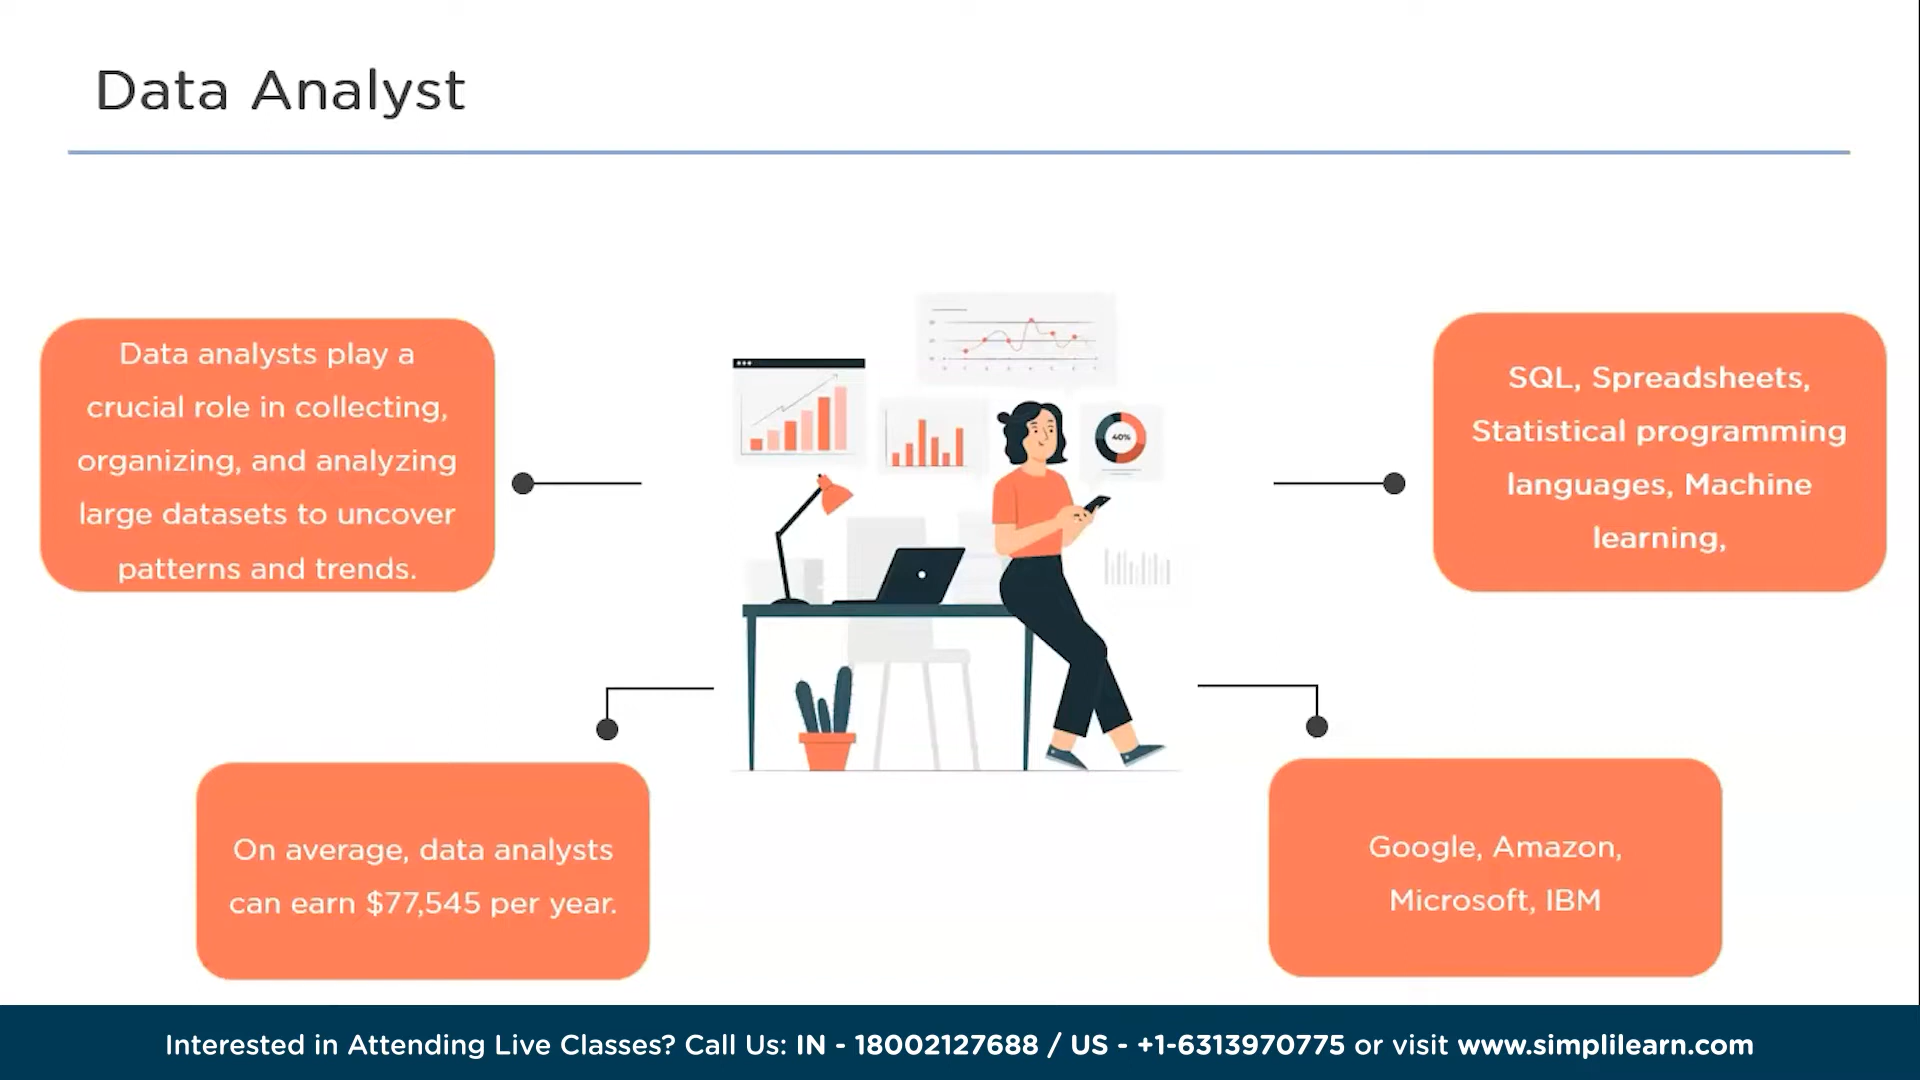 Data Analyst
Data analysts play a
crucial role in collecting,
organizing, and analyzing
large datasets to uncover
patterns and trends.
SQL, Spreadsheets,
Statistical programming
languages, Machine
learning,
40%
On average, data analysts
can earn $77,545 per year.
Google, Amazon,
Microsoft, IBM
Interested in Attending Live Classes? Call Us: IN - 18002127688 / US - +1-6313970775 or visit www.simplilearn.com